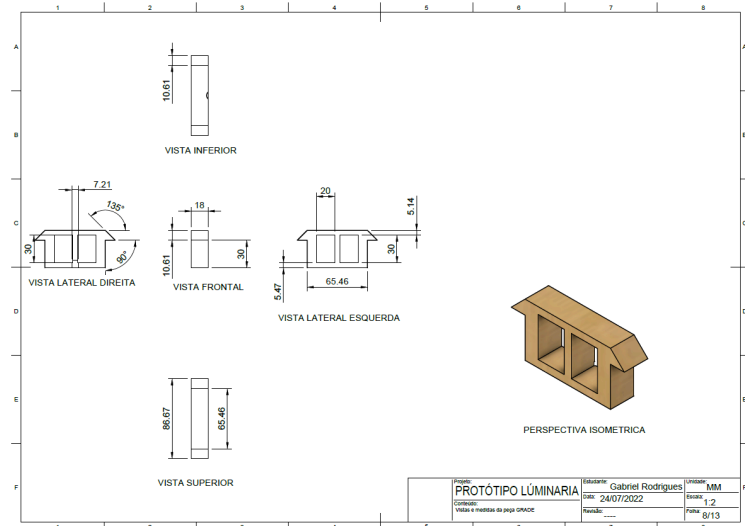 1 2 3 4 5 6 7 8
A A
10.61
B B
VISTA INFERIOR
7.21
135°
30
90°
VISTA LATERAL DIREITA
18
10.61
30
VISTA FRONTAL
20
5.14
30
5.47
65.46
VISTA LATERAL ESQUERDA
C C
D D
E E
86.67
65.46
VISTA SUPERIOR
PERSPECTIVA ISOMETRICA
F F
Projeto:
PROTÓTIPO LÚMINARIA
Conteúdo:
Vistas e medidas da peça GRADE
Estudante: Gabriel Rodrigues
Data: 24/07/2022
Revisão: ----
Unidade: MM
Escala: 1:2
Folha: 8/13